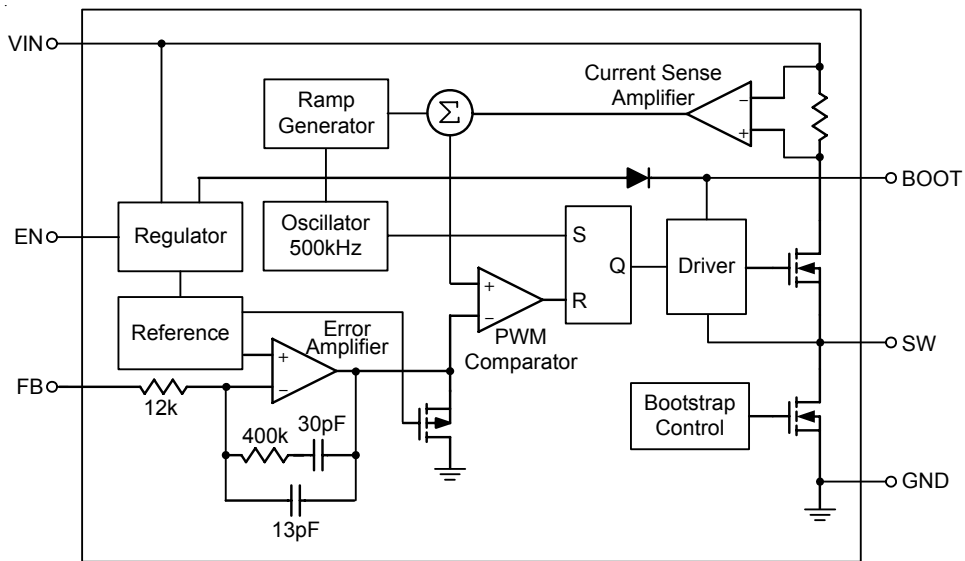 VIN
Current Sense
Amplifier
Ramp
Generator
Σ
−
+
BOOT
EN
Regulator
Oscillator
500kHz
S
Q
R
Driver
Reference
Error
Amplifier
+
−
+
−
PWM
Comparator
SW
FB
12k
400k
30pF
13pF
Bootstrap
Control
GND